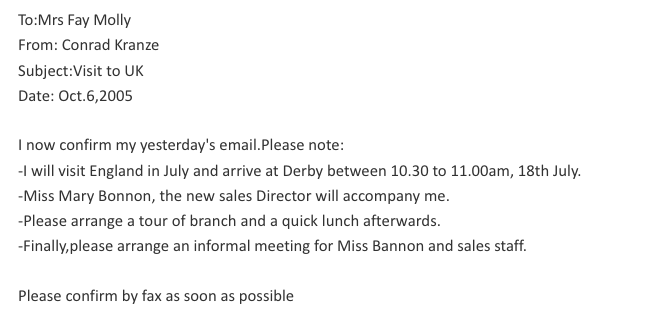 To:Mrs Fay Molly
From: Conrad Kranze
Subject:Visit to UK
Date: Oct.6,2005
I now confirm my yesterday's email.Please note:
-I will visit England in July and arrive at Derby between 10.30 to 11.00am, 18th July.
-Miss Mary Bonnon, the new sales Director will accompany me.
-Please arrange a tour of branch and a quick lunch afterwards.
-Finally,please arrange an informal meeting for Miss Bannon and sales staff.
Please confirm by fax as soon as possible